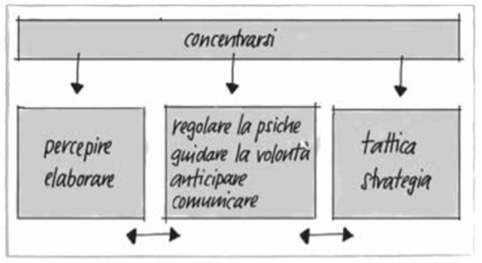 concentrarsi
percepire
elaborare
regolare la psiche
guidare la volontà
anticipare
comunicare
tattica
strategia